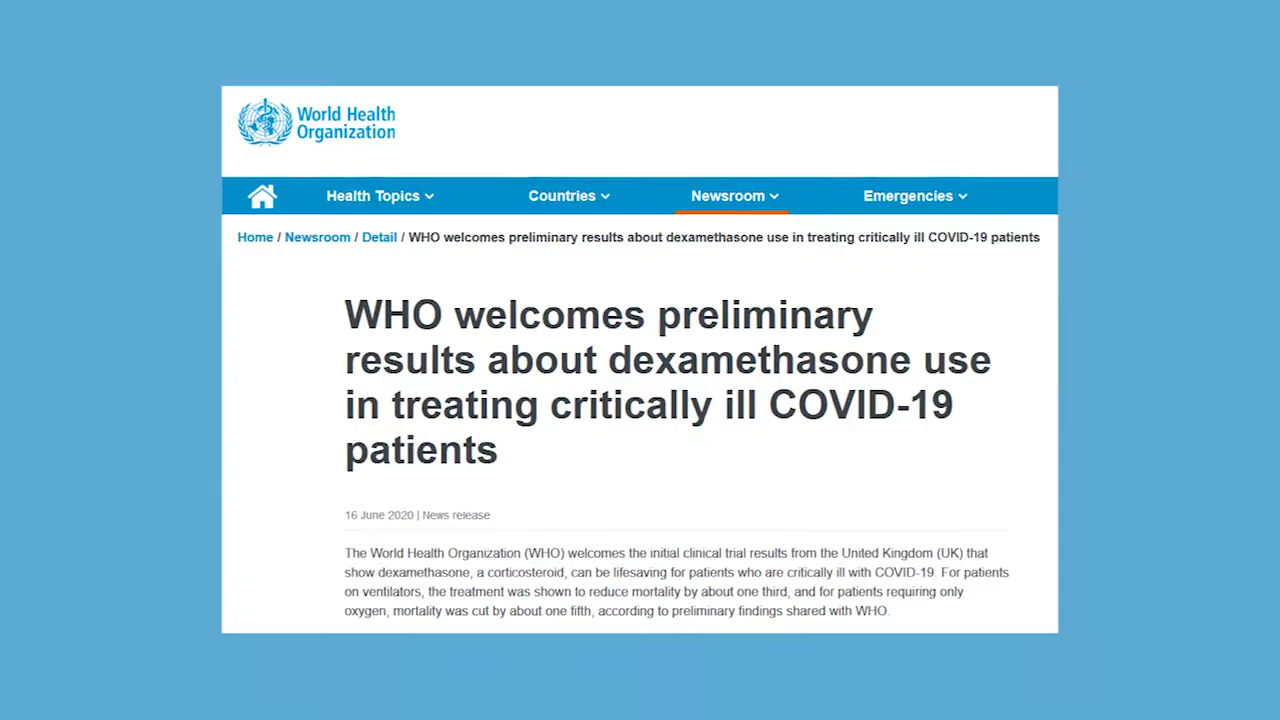 World Health
Organization
Health Topics
Countries
Newsroom
Emergencies
Home / Newsroom / Detail / WHO welcomes preliminary results about dexamethasone use in treating critically ill COVID-19 patients
WHO welcomes preliminary
results about dexamethasone use
in treating critically ill COVID-19
patients
16 June 2020 | News release
The World Health Organization (WHO) welcomes the initial clinical trial results from the United Kingdom (UK) that
show dexamethasone, a corticosteroid, can be lifesaving for patients who are critically ill with COVID-19. For patients
on ventilators, the treatment was shown to reduce mortality by about one third, and for patients requiring only
oxygen, mortality was cut by about one fifth, according to preliminary findings shared with WHO.